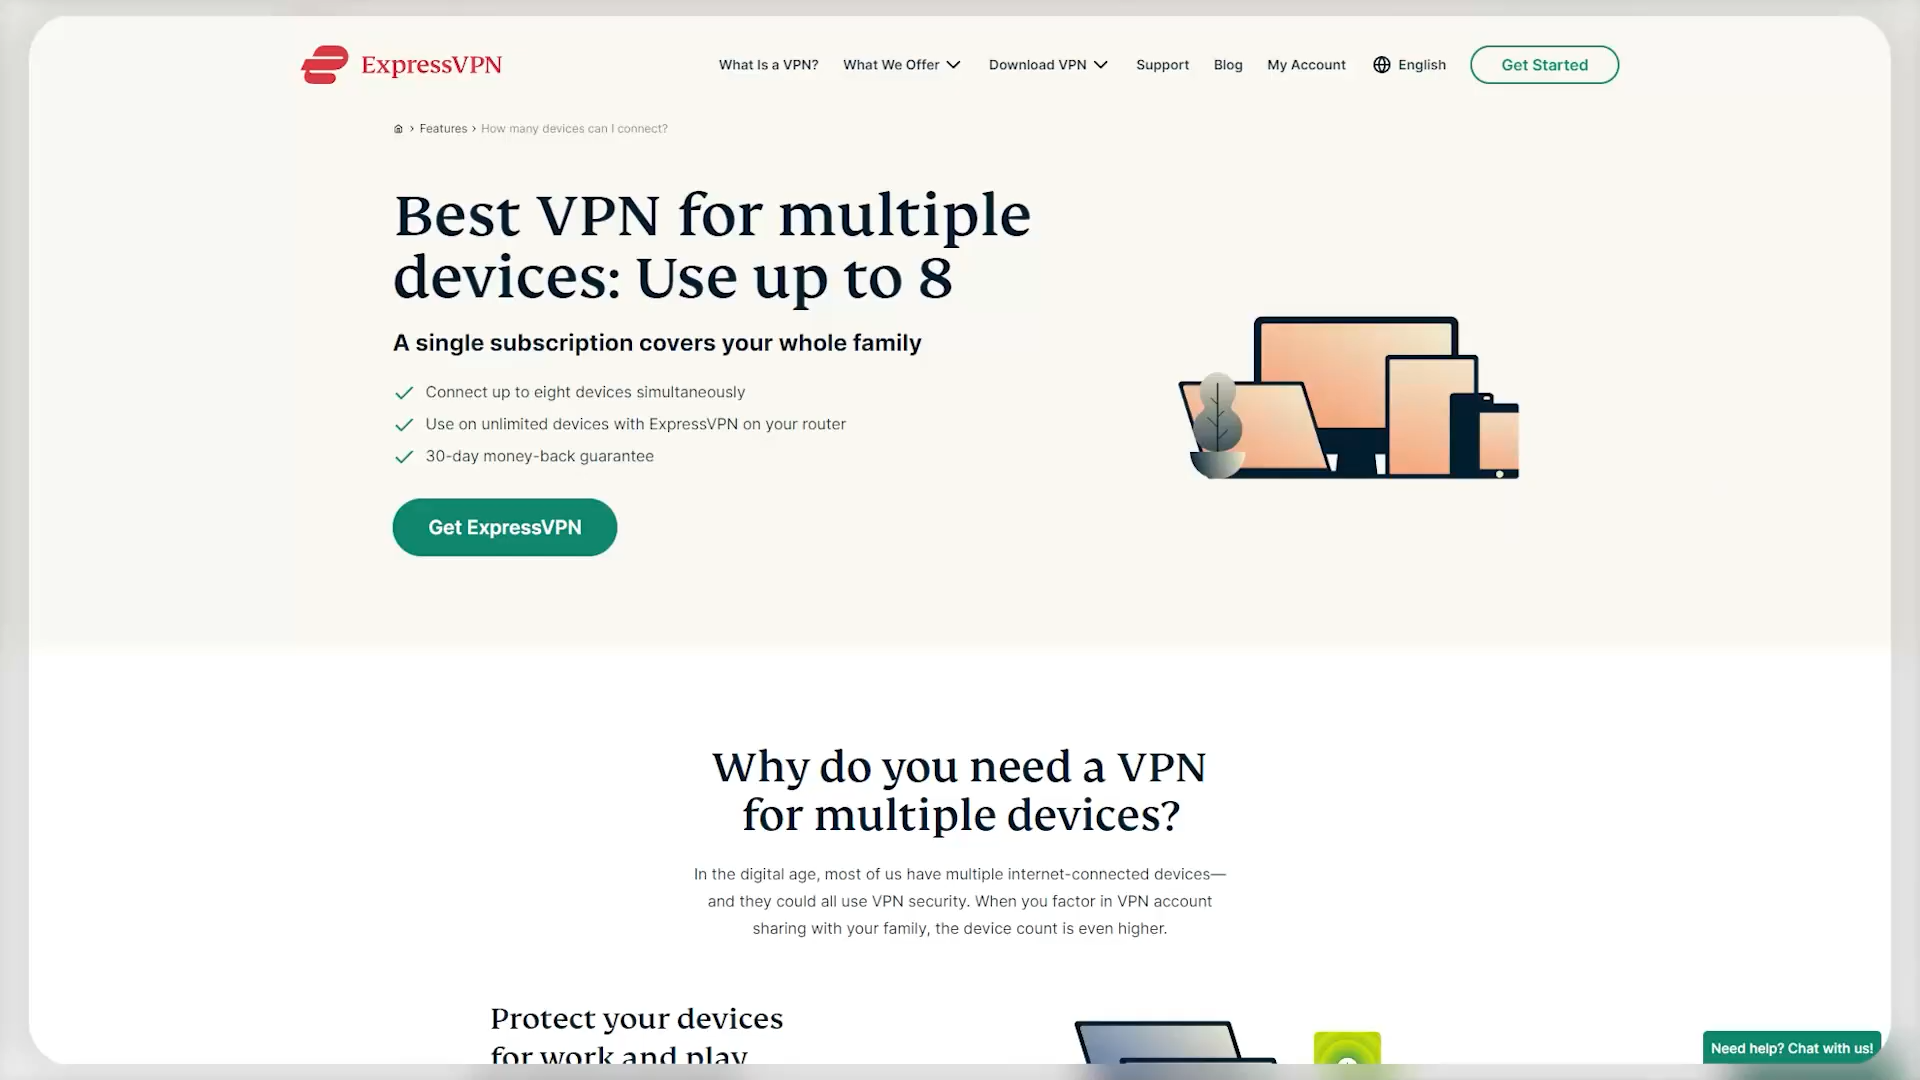 ExpressVPN
What Is a VPN? What We Offer Download VPN Support Blog My Account English Get Started
Features › How many devices can I connect?
Best VPN for multiple
devices: Use up to 8
A single subscription covers your whole family
Connect up to eight devices simultaneously
Use on unlimited devices with ExpressVPN on your router
30-day money-back guarantee
Get ExpressVPN
Why do you need a VPN
for multiple devices?
In the digital age, most of us have multiple internet-connected devices—
and they could all use VPN security. When you factor in VPN account
sharing with your family, the device count is even higher.
Protect your devices
for work and play
Need help? Chat with us!